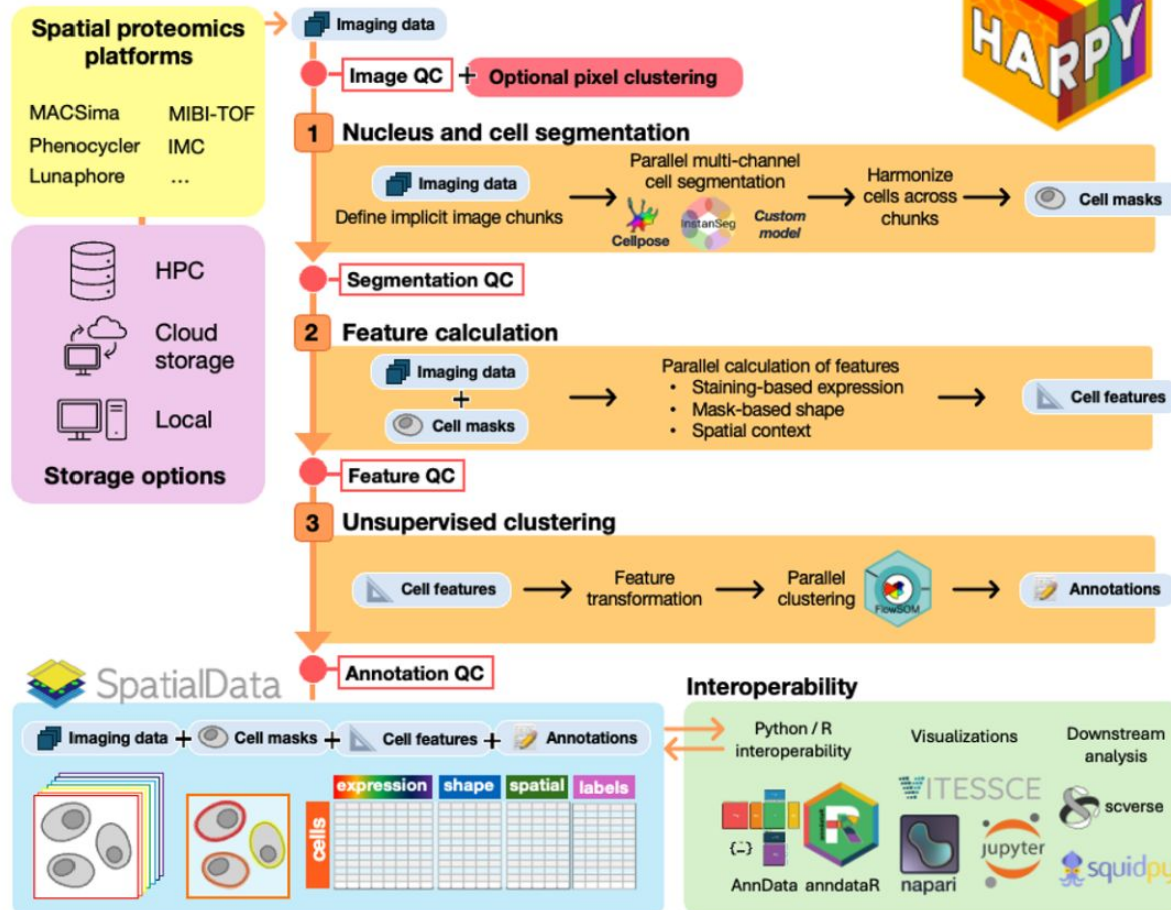 Spatial proteomics
platforms
MACSima MIBI-TOF
Phenocycler IMC
Lunaphore ...
HPC
Cloud
storage
Local
Storage options
Imaging data
Image QC + Optional pixel clustering
HARPY
1 Nucleus and cell segmentation
Imaging data
Define implicit image chunks
Parallel multi-channel
cell segmentation
Cellpose
InstanSeg
Custom
model
Harmonize
cells across
chunks
Cell masks
Segmentation QC
2 Feature calculation
Imaging data
+
Cell masks
Parallel calculation of features
• Staining-based expression
• Mask-based shape
• Spatial context
Cell features
Feature QC
3 Unsupervised clustering
Cell features
Feature
transformation
Parallel
clustering
FlowSOM
Annotations
Annotation QC
SpatialData
Imaging data + Cell masks + Cell features + Annotations
expression shape spatial labels
cells
Interoperability
Python / R
interoperability
{...}
AnnData
anndataR
anndataR
Visualizations
VITESSCE
napari
jupyter
Downstream
analysis
scverse
squidpy